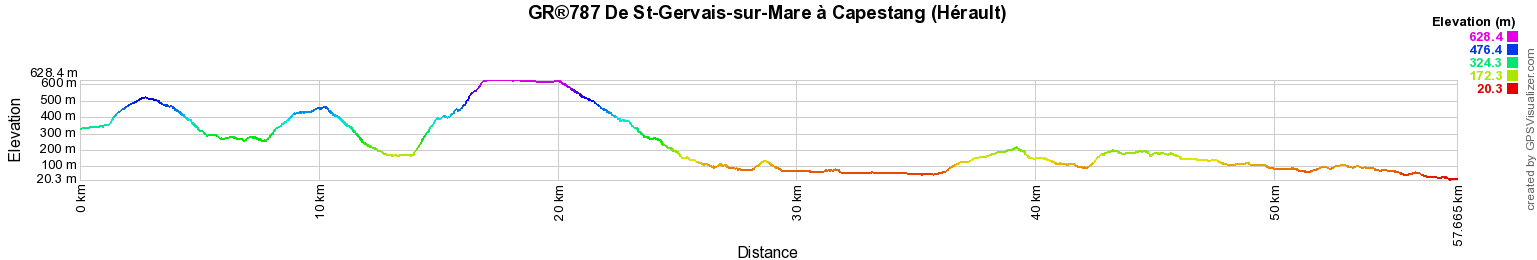 GR®787 De St-Gervais-sur-Mare à Capestang (Hérault)
Elevation (m)
628.4
476.4
324.3
172.3
20.3
628.4 m
600 m
500 m
400 m
300 m
200 m
100 m
20.3 m
Elevation
0 km
10 km
20 km
30 km
40 km
50 km
57.665 km
Distance
created by GPSVisualizer.com